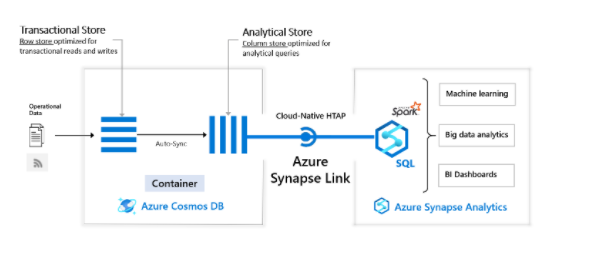 Transactional Store
Row store optimized for
transactional reads and writes
Analytical Store
Column store optimized for
analytical queries
Operational
Data
Auto-Sync
Container
Azure Cosmos DB
Cloud-Native HTAP
Azure
Synapse Link
Spark
SQL
Machine learning
Big data analytics
BI Dashboards
Azure Synapse Analytics